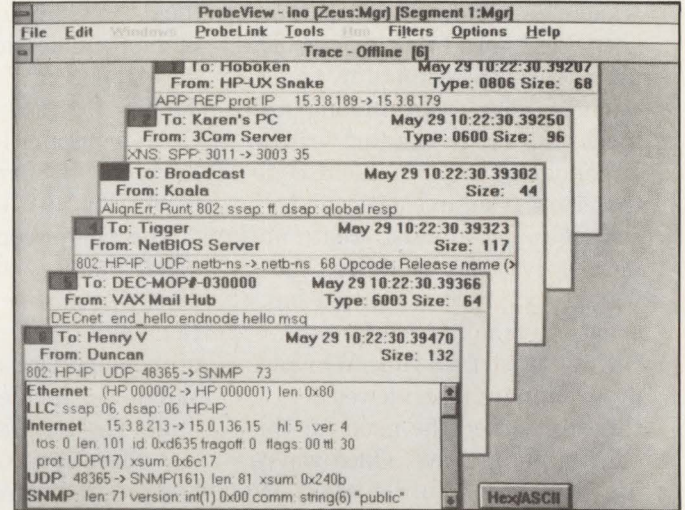 ProbeView - ino [Zeus:Mgr] [Segment 1:Mgr]
File Edit Windows ProbeLink Tools Run Filters Options Help
Trace - Offline [6]
1 To: Hoboken May 29 10:22:30.39207
From: HP-UX Snake Type: 0806 Size: 68
ARP: REP prot: IP 15.3.8.189 -> 15.3.8.179
2 To: Karen's PC May 29 10:22:30.39250
From: 3Com Server Type: 0600 Size: 96
XNS: SPP: 3011 -> 3003 35
To: Broadcast May 29 10:22:30.39302
From: Koala Size: 44
AlignErr, Runt, 802: ssap: ff, dsap: global resp
4 To: Tigger May 29 10:22:30.39323
From: NetBIOS Server Size: 117
802: HP-IP: UDP: netb-ns -> netb-ns 68 Opcode: Release name (>
5 To: DEC-MOP#-030000 May 29 10:22:30.39366
From: VAX Mail Hub Type: 6003 Size: 64
DECnet: end_hello endnode hello msg
6 To: Henry V May 29 10:22:30.39470
From: Duncan Size: 132
802: HP-IP: UDP: 48365 -> SNMP 73
Ethernet: (HP 000002 -> HP 000001) len: 0x80
LLC: ssap: 06, dsap: 06 HP-IP:
Internet: 15.3.8.213 -> 15.0.136.15 hl: 5 ver: 4
tos: 0 len: 101 id: 0xd635 fragoff: 0 flags: 00 ttl: 30
prot: UDP(17) xsum: 0x6c17
UDP: 48365 -> SNMP(161) len: 81 xsum: 0x240b
SNMP: len: 71 version: int(1) 0x00 comm: string(6) "public"
Hex/ASCII